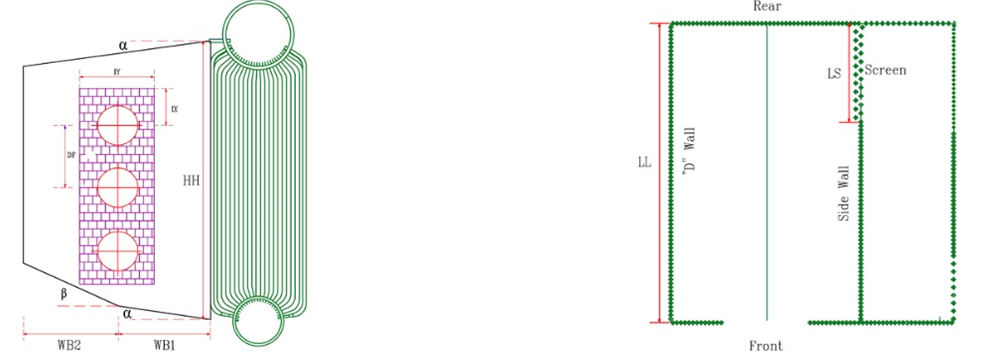 α
BY
BX
DF
HH
β
α
WB2
WB1
Rear
LS
Screen
LL
"D" Wall
Side Wall
Front